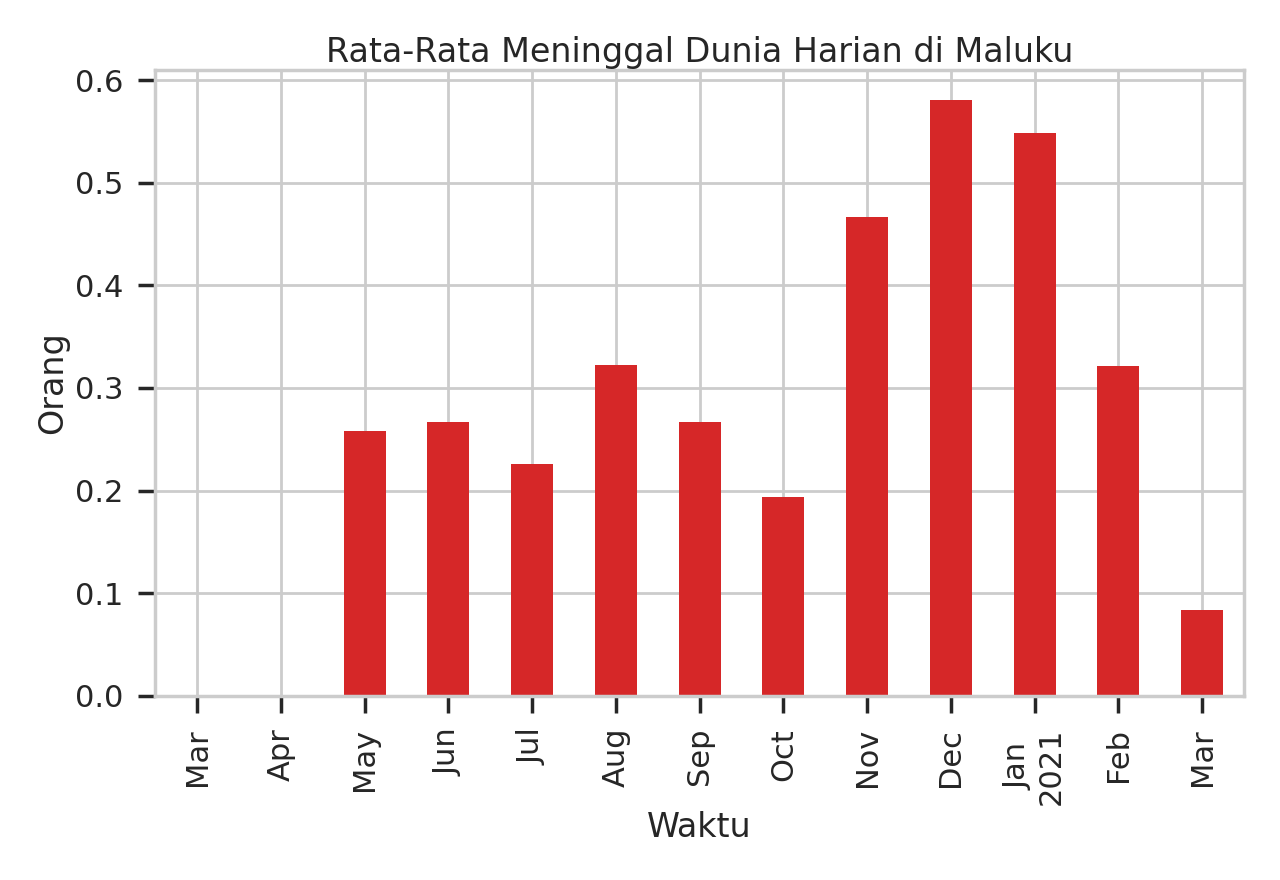 Rata-Rata Meninggal Dunia Harian di Maluku
0.6
0.5
0.4
0.3
0.2
0.1
0.0
Orang
Mar
Apr
May
Jun
Jul
Aug
Sep
Oct
Nov
Dec
Jan
2021
Feb
Mar
Waktu